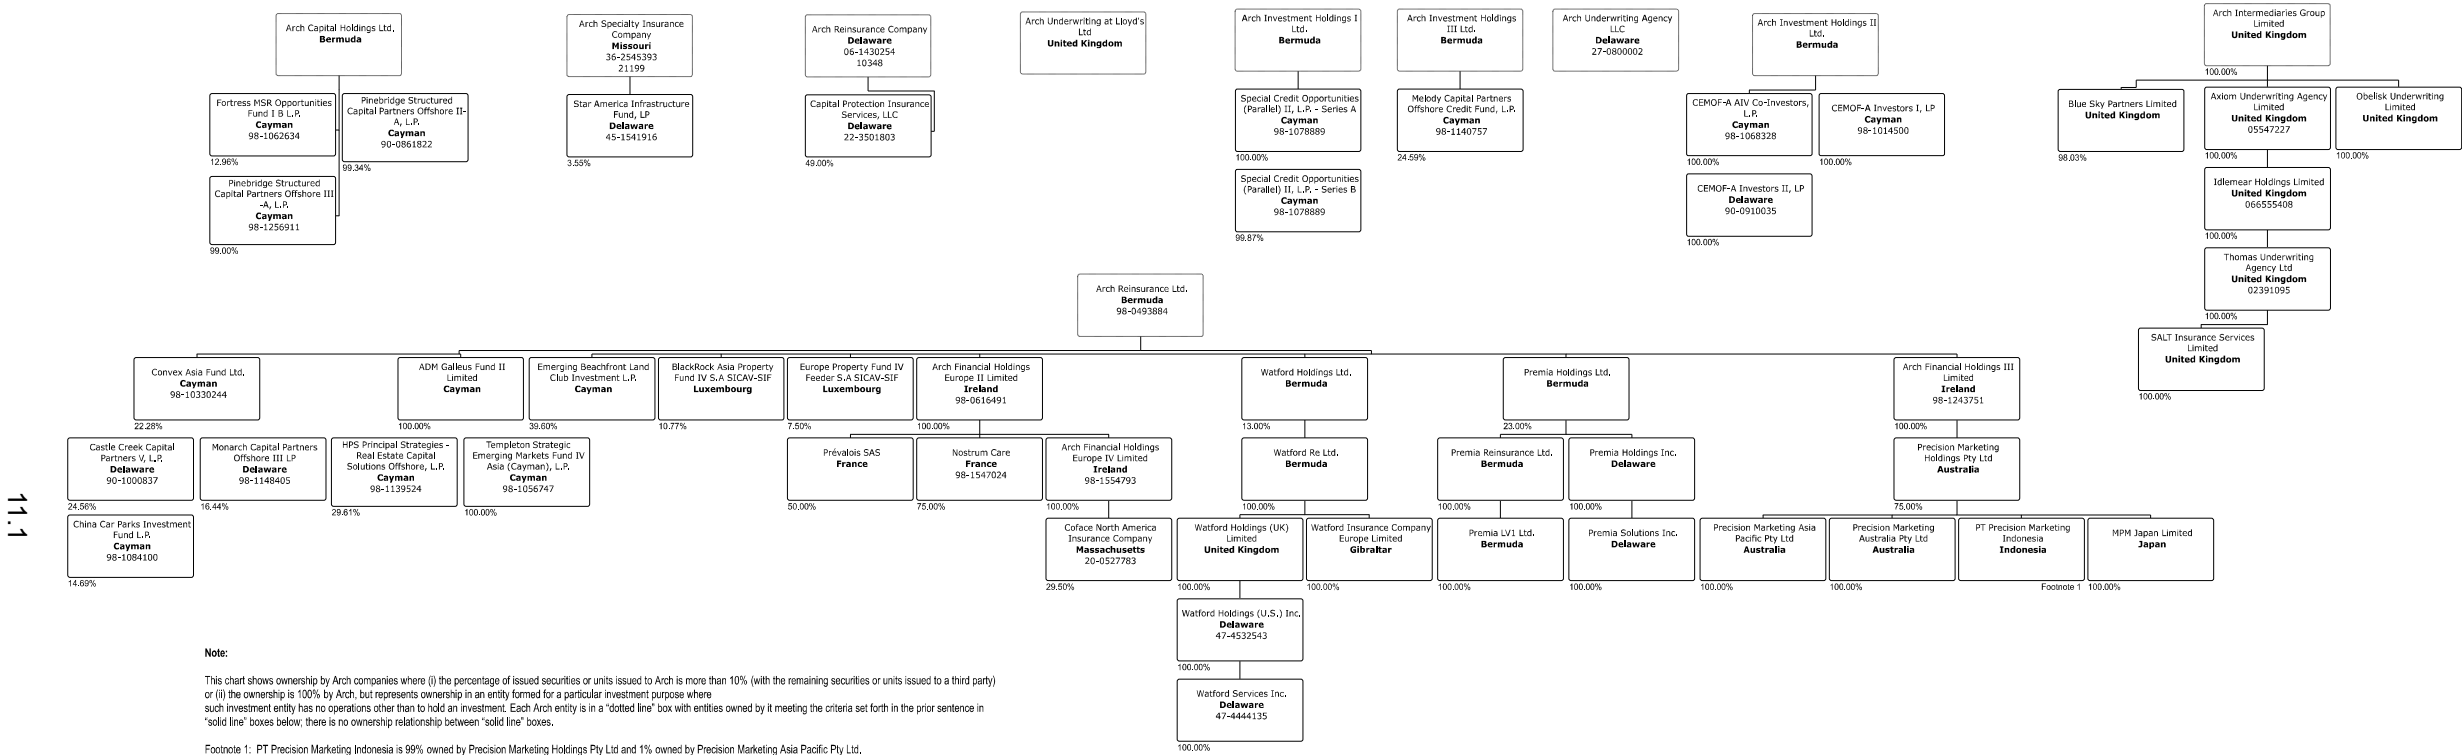 Arch Capital Holdings Ltd.
Bermuda
Arch Specialty Insurance
Company
Missouri
36-2545393
21199
Arch Reinsurance Company
Delaware
06-1430254
10348
Arch Underwriting at Lloyd's
Ltd
United Kingdom
Arch Investment Holdings I
Ltd.
Bermuda
Arch Investment Holdings
III Ltd.
Bermuda
Arch Underwriting Agency
LLC
Delaware
27-0800002
Arch Investment Holdings II
Ltd.
Bermuda
Arch Intermediaries Group
Limited
United Kingdom
100.00%
Fortress MSR Opportunities
Fund I B L.P.
Cayman
98-1062634
12.96%
Pinebridge Structured
Capital Partners Offshore II-
A, L.P.
Cayman
90-0861822
99.34%
Star America Infrastructure
Fund, LP
Delaware
45-1541916
3.55%
Capital Protection Insurance
Services, LLC
Delaware
22-3501803
49.00%
Special Credit Opportunities
(Parallel) II, L.P. - Series A
Cayman
98-1078889
100.00%
Melody Capital Partners
Offshore Credit Fund, L.P.
Cayman
98-1140757
24.59%
CEMOF-A AIV Co-Investors,
L.P.
Cayman
98-1068328
100.00%
CEMOF-A Investors I, LP
Cayman
98-1014500
100.00%
Blue Sky Partners Limited
United Kingdom
98.03%
Axiom Underwriting Agency
Limited
United Kingdom
05547227
100.00%
Obelisk Underwriting
Limited
United Kingdom
100.00%
Pinebridge Structured
Capital Partners Offshore III
-A, L.P.
Cayman
98-1256911
99.00%
Special Credit Opportunities
(Parallel) II, L.P. - Series B
Cayman
98-1078889
99.87%
CEMOF-A Investors II, LP
Delaware
90-0910035
100.00%
Idlemear Holdings Limited
United Kingdom
066555408
100.00%
Thomas Underwriting
Agency Ltd
United Kingdom
02391095
100.00%
SALT Insurance Services
Limited
United Kingdom
100.00%
Arch Reinsurance Ltd.
Bermuda
98-0493884
Convex Asia Fund Ltd.
Cayman
98-10330244
22.28%
ADM Galleus Fund II
Limited
Cayman
100.00%
Emerging Beachfront Land
Club Investment L.P.
Cayman
39.60%
BlackRock Asia Property
Fund IV S.A SICAV-SIF
Luxembourg
10.77%
Europe Property Fund IV
Feeder S.A SICAV-SIF
Luxembourg
7.50%
Arch Financial Holdings
Europe II Limited
Ireland
98-0616491
100.00%
Watford Holdings Ltd.
Bermuda
13.00%
Premia Holdings Ltd.
Bermuda
23.00%
Arch Financial Holdings III
Limited
Ireland
98-1243751
100.00%
Castle Creek Capital
Partners V, L.P.
Delaware
90-1000837
24.56%
Monarch Capital Partners
Offshore III LP
Delaware
98-1148405
16.44%
HPS Principal Strategies -
Real Estate Capital
Solutions Offshore, L.P.
Cayman
98-1139524
29.61%
Templeton Strategic
Emerging Markets Fund IV
Asia (Cayman), L.P.
Cayman
98-1056747
100.00%
Prévalois SAS
France
50.00%
Nostrum Care
France
98-1547024
75.00%
Arch Financial Holdings
Europe IV Limited
Ireland
98-1554793
100.00%
Watford Re Ltd.
Bermuda
100.00%
Premia Reinsurance Ltd.
Bermuda
100.00%
Premia Holdings Inc.
Delaware
100.00%
Precision Marketing
Holdings Pty Ltd
Australia
75.00%
China Car Parks Investment
Fund L.P.
Cayman
98-1084100
14.69%
Coface North America
Insurance Company
Massachusetts
20-0527783
29.50%
Watford Holdings (UK)
Limited
United Kingdom
100.00%
Watford Insurance Company
Europe Limited
Gibraltar
100.00%
Premia LV1 Ltd.
Bermuda
100.00%
Premia Solutions Inc.
Delaware
100.00%
Precision Marketing Asia
Pacific Pty Ltd
Australia
100.00%
Precision Marketing
Australia Pty Ltd
Australia
100.00%
PT Precision Marketing
Indonesia
Indonesia
Footnote 1
MPM Japan Limited
Japan
100.00%
Watford Holdings (U.S.) Inc.
Delaware
47-4532543
100.00%
Watford Services Inc.
Delaware
47-4444135
100.00%
11.1
Note:
This chart shows ownership by Arch companies where (i) the percentage of issued securities or units issued to Arch is more than 10% (with the remaining securities or units issued to a third party)
or (ii) the ownership is 100% by Arch, but represents ownership in an entity formed for a particular investment purpose where
such investment entity has no operations other than to hold an investment. Each Arch entity is in a “dotted line” box with entities owned by it meeting the criteria set forth in the prior sentence in
“solid line” boxes below; there is no ownership relationship between “solid line” boxes.
Footnote 1: PT Precision Marketing Indonesia is 99% owned by Precision Marketing Holdings Pty Ltd and 1% owned by Precision Marketing Asia Pacific Pty Ltd.